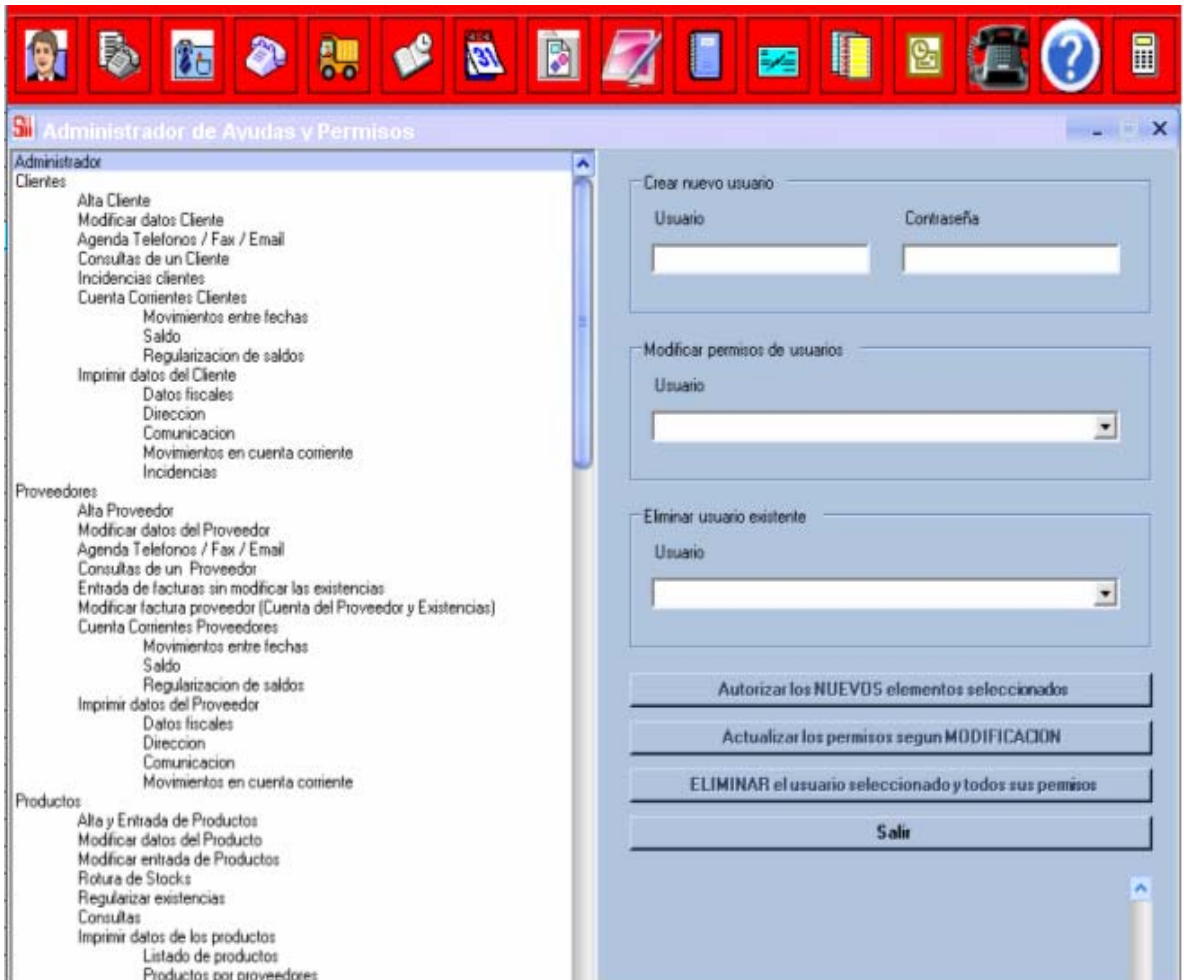 31
Sii Administrador de Ayudas y Permisos
Administrador
Clientes
Alta Cliente
Modificar datos Cliente
Agenda Telefonos / Fax / Email
Consultas de un Cliente
Incidencias clientes
Cuenta Corrientes Clientes
Movimientos entre fechas
Saldo
Regularizacion de saldos
Imprimir datos del Cliente
Datos fiscales
Direccion
Comunicacion
Movimientos en cuenta corriente
Incidencias
Proveedores
Alta Proveedor
Modificar datos del Proveedor
Agenda Telefonos / Fax / Email
Consultas de un Proveedor
Entrada de facturas sin modificar las existencias
Modificar factura proveedor (Cuenta del Proveedor y Existencias)
Cuenta Corrientes Proveedores
Movimientos entre fechas
Saldo
Regularizacion de saldos
Imprimir datos del Proveedor
Datos fiscales
Direccion
Comunicacion
Movimientos en cuenta corriente
Productos
Alta y Entrada de Productos
Modificar datos del Producto
Modificar entrada de Productos
Rotura de Stocks
Regularizar existencias
Consultas
Imprimir datos de los productos
Listado de productos
Productos por proveedores
Crear nuevo usuario
Usuario Contraseña
Modificar permisos de usuarios
Usuario
Eliminar usuario existente
Usuario
Autorizar los NUEVOS elementos seleccionados
Actualizar los permisos segun MODIFICACION
ELIMINAR el usuario seleccionado y todos sus permisos
Salir